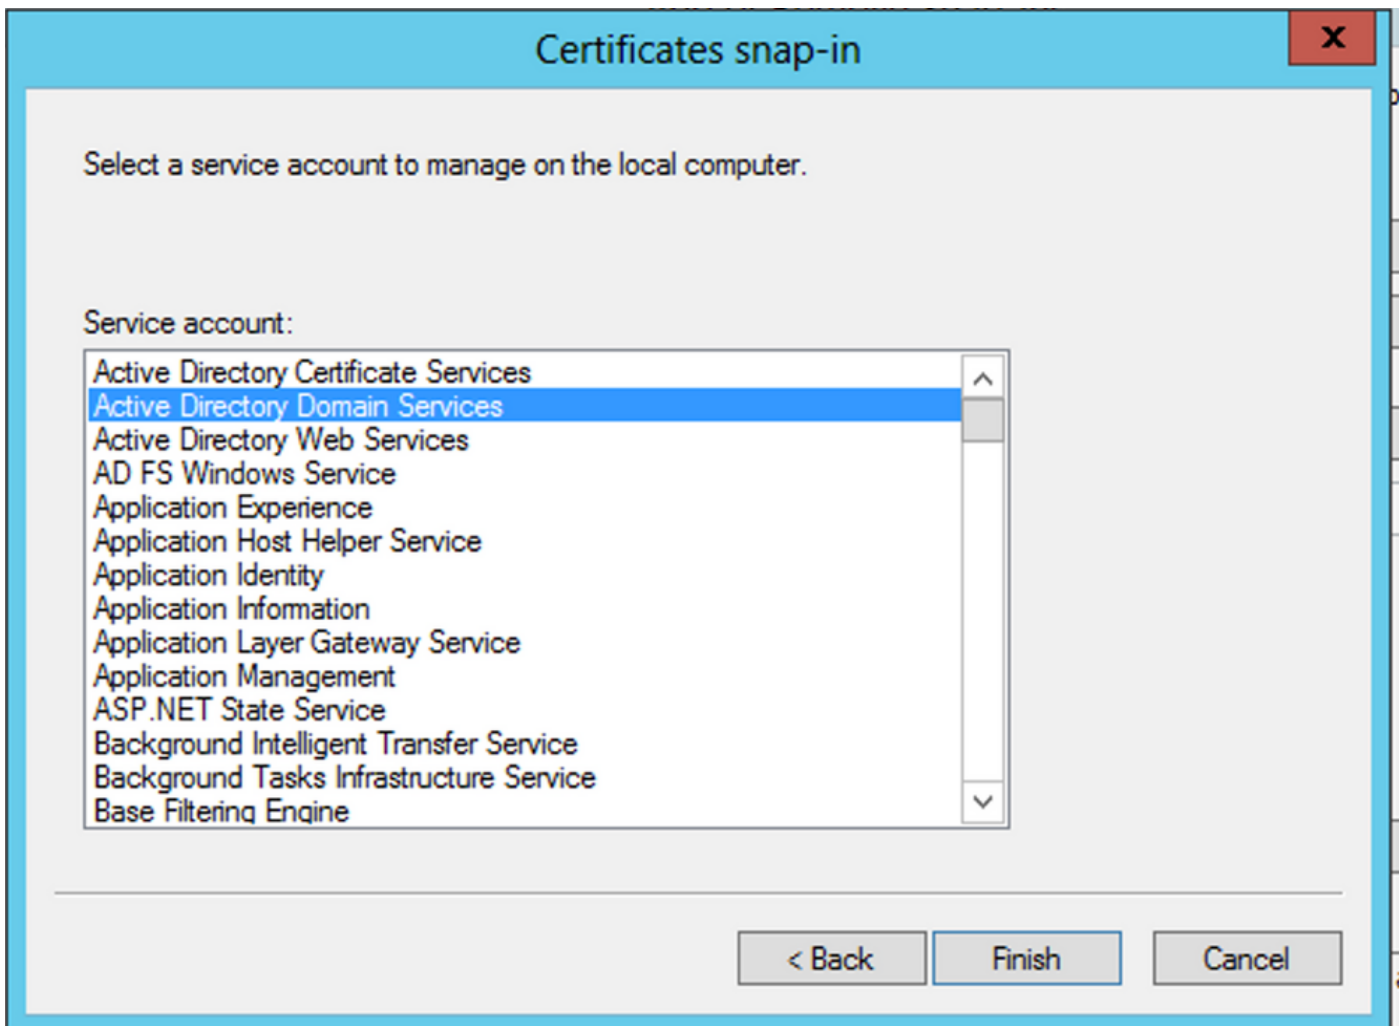 Certificates snap-in
x
Select a service account to manage on the local computer.
Service account:
Active Directory Certificate Services
Active Directory Domain Services
Active Directory Web Services
AD FS Windows Service
Application Experience
Application Host Helper Service
Application Identity
Application Information
Application Layer Gateway Service
Application Management
ASP.NET State Service
Background Intelligent Transfer Service
Background Tasks Infrastructure Service
Base Filtering Engine
< Back
Finish
Cancel